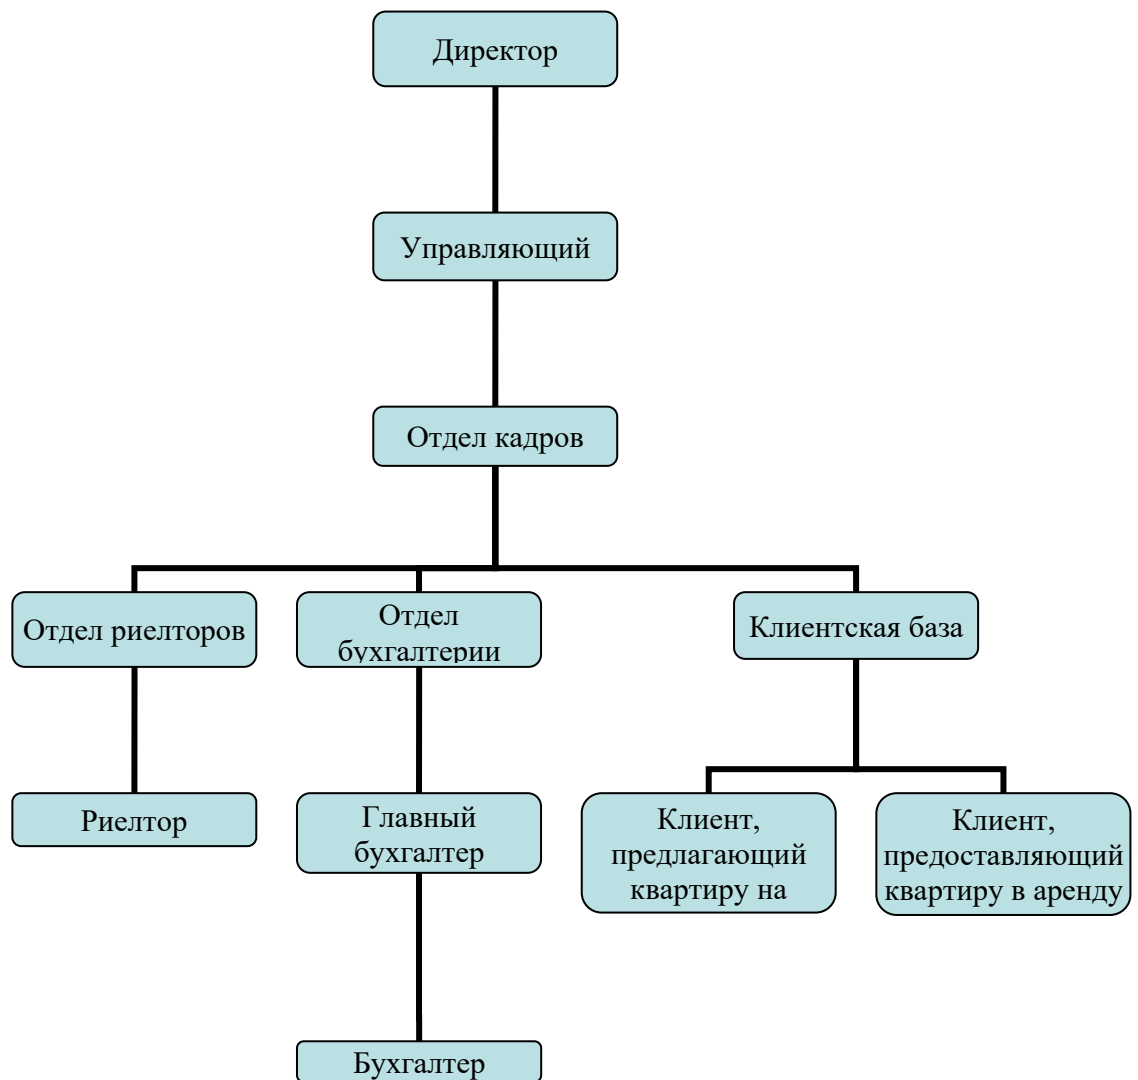 Директор
Управляющий
Отдел кадров
Отдел риелторов
Отдел
бухгалтерии
Клиентская база
Риелтор
Главный
бухгалтер
Клиент,
предлагающий
квартиру на
Клиент,
предоставляющий
квартиру в аренду
Бухгалтер